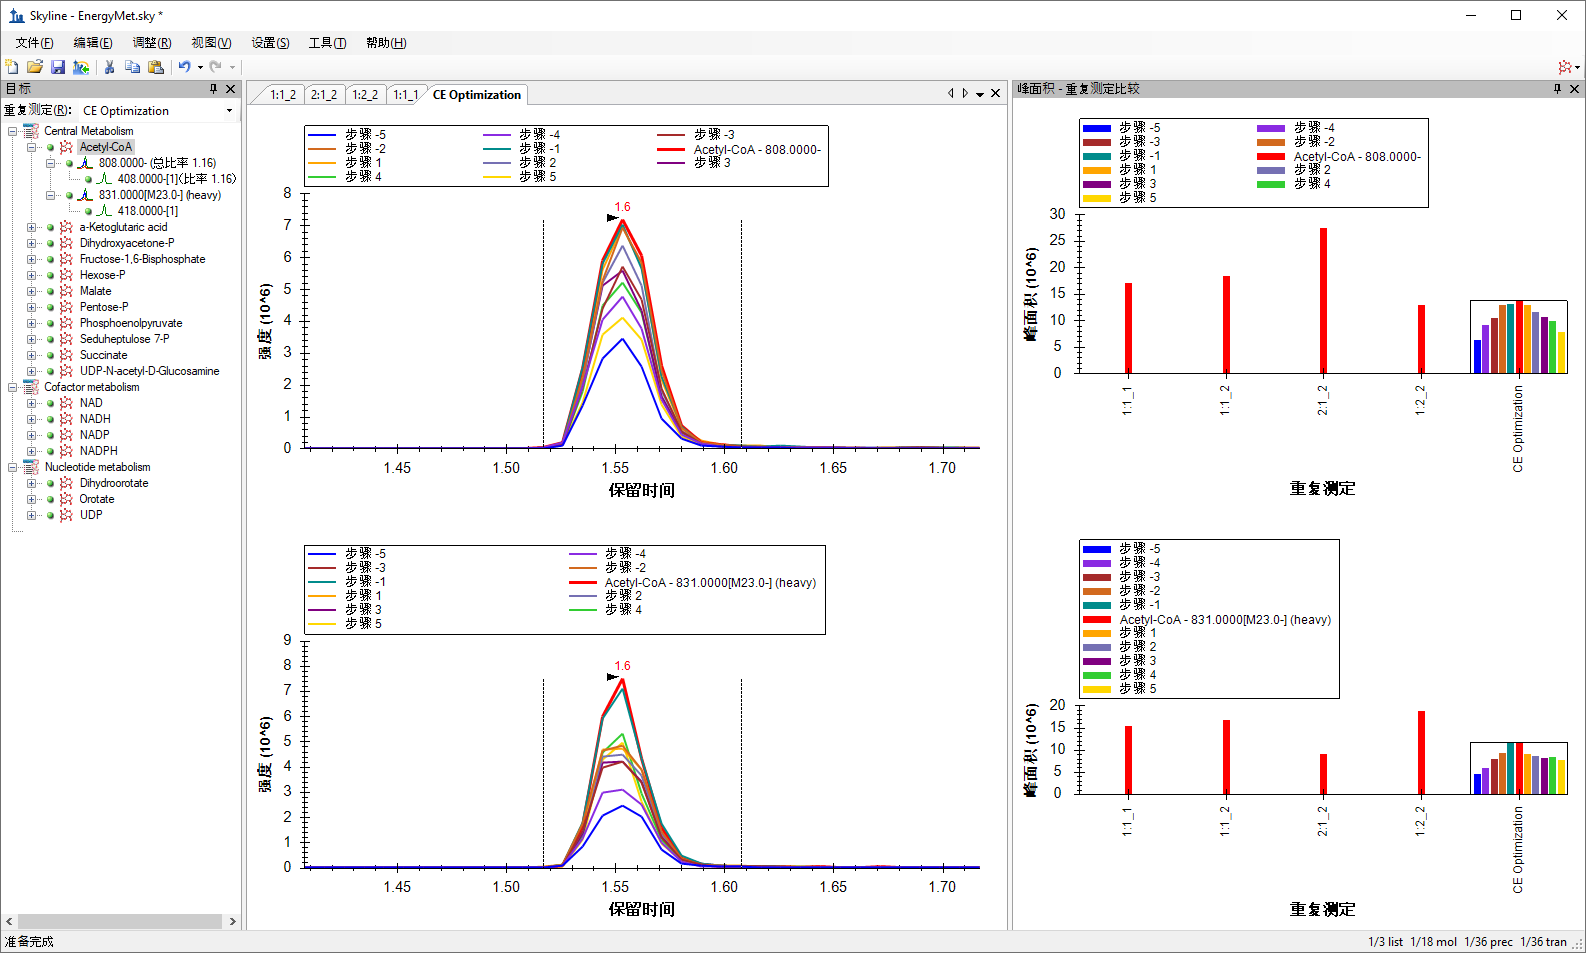 Skyline - EnergyMet.sky *
文件(F) 编辑(E) 调整(R) 视图(V) 设置(S) 工具(T) 帮助(H)
目标
重复测定(R): CE Optimization
Central Metabolism
Acetyl-CoA
808.0000- (总比率 1.16)
408.0000-[1](比率 1.16)
831.0000[M23.0-] (heavy)
418.0000-[1]
a-Ketoglutaric acid
Dihydroxyacetone-P
Fructose-1,6-Bisphosphate
Hexose-P
Malate
Pentose-P
Phosphoenolpyruvate
Seduheptulose 7-P
Succinate
UDP-N-acetyl-D-Glucosamine
Cofactor metabolism
NAD
NADH
NADP
NADPH
Nucleotide metabolism
Dihydroorotate
Orotate
UDP
1:1_2 2:1_2 1:2_2 1:1_1 CE Optimization
步骤 -5 步骤 -4 步骤 -3
步骤 -2 步骤 -1 Acetyl-CoA - 808.0000-
步骤 1 步骤 2 步骤 3
步骤 4 步骤 5
强度 (10^6)
8
7
6
5
4
3
2
1
0
1.6
1.45 1.50 1.55 1.60 1.65 1.70
保留时间
步骤 -5 步骤 -4
步骤 -3 步骤 -2
步骤 -1 Acetyl-CoA - 831.0000[M23.0-] (heavy)
步骤 1 步骤 2
步骤 3 步骤 4
步骤 5
强度 (10^6)
9
8
7
6
5
4
3
2
1
0
1.6
1.45 1.50 1.55 1.60 1.65 1.70
保留时间
峰面积 - 重复测定比较
步骤 -5 步骤 -4
步骤 -3 步骤 -2
步骤 -1 Acetyl-CoA - 808.0000-
步骤 1 步骤 2
步骤 3 步骤 4
步骤 5
峰面积 (10^6)
30
25
20
15
10
5
0
1:1_1 1:1_2 2:1_2 1:2_2 CE Optimization
重复测定
步骤 -5
步骤 -4
步骤 -3
步骤 -2
步骤 -1
Acetyl-CoA - 831.0000[M23.0-] (heavy)
步骤 1
步骤 2
步骤 3
步骤 4
步骤 5
峰面积 (10^6)
20
15
10
5
0
1:1_1 1:1_2 2:1_2 1:2_2 CE Optimization
重复测定
准备完成
1/3 list 1/18 mol 1/36 prec 1/36 tran